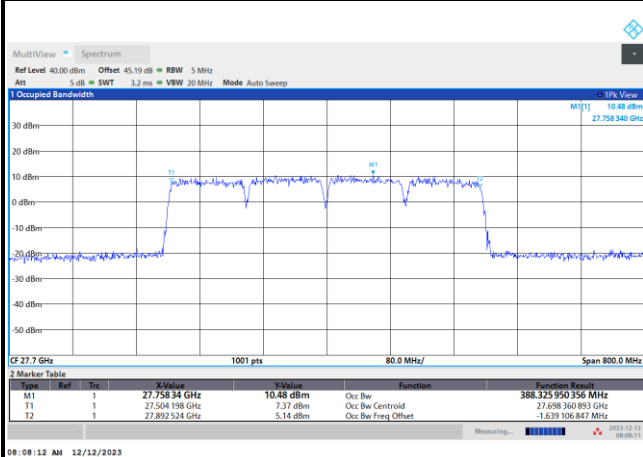 MultiView Spectrum
Ref Level 40.00 dBm Offset 45.19 dB RBW 5 MHz
Att 5 dB SWT 3.2 ms VBW 20 MHz Mode Auto Sweep
1 Occupied Bandwidth 1Pk View
M1[1] 10.48 dBm
27.758 340 GHz
30 dBm
20 dBm
M1
T1 T2
10 dBm
0 dBm
-10 dBm
-20 dBm
-30 dBm
-40 dBm
-50 dBm
CF 27.7 GHz 1001 pts 80.0 MHz/ Span 800.0 MHz
2 Marker Table
Type Ref Trc X-Value Y-Value Function Function Result
M1 1 27.758 34 GHz 10.48 dBm Occ Bw 388.325 950 356 MHz
T1 1 27.504 198 GHz 7.37 dBm Occ Bw Centroid 27.698 360 893 GHz
T2 1 27.892 524 GHz 5.14 dBm Occ Bw Freq Offset -1.639 106 847 MHz
Measuring... 2023-12-12
08:08:11
08:08:12 AM 12/12/2023